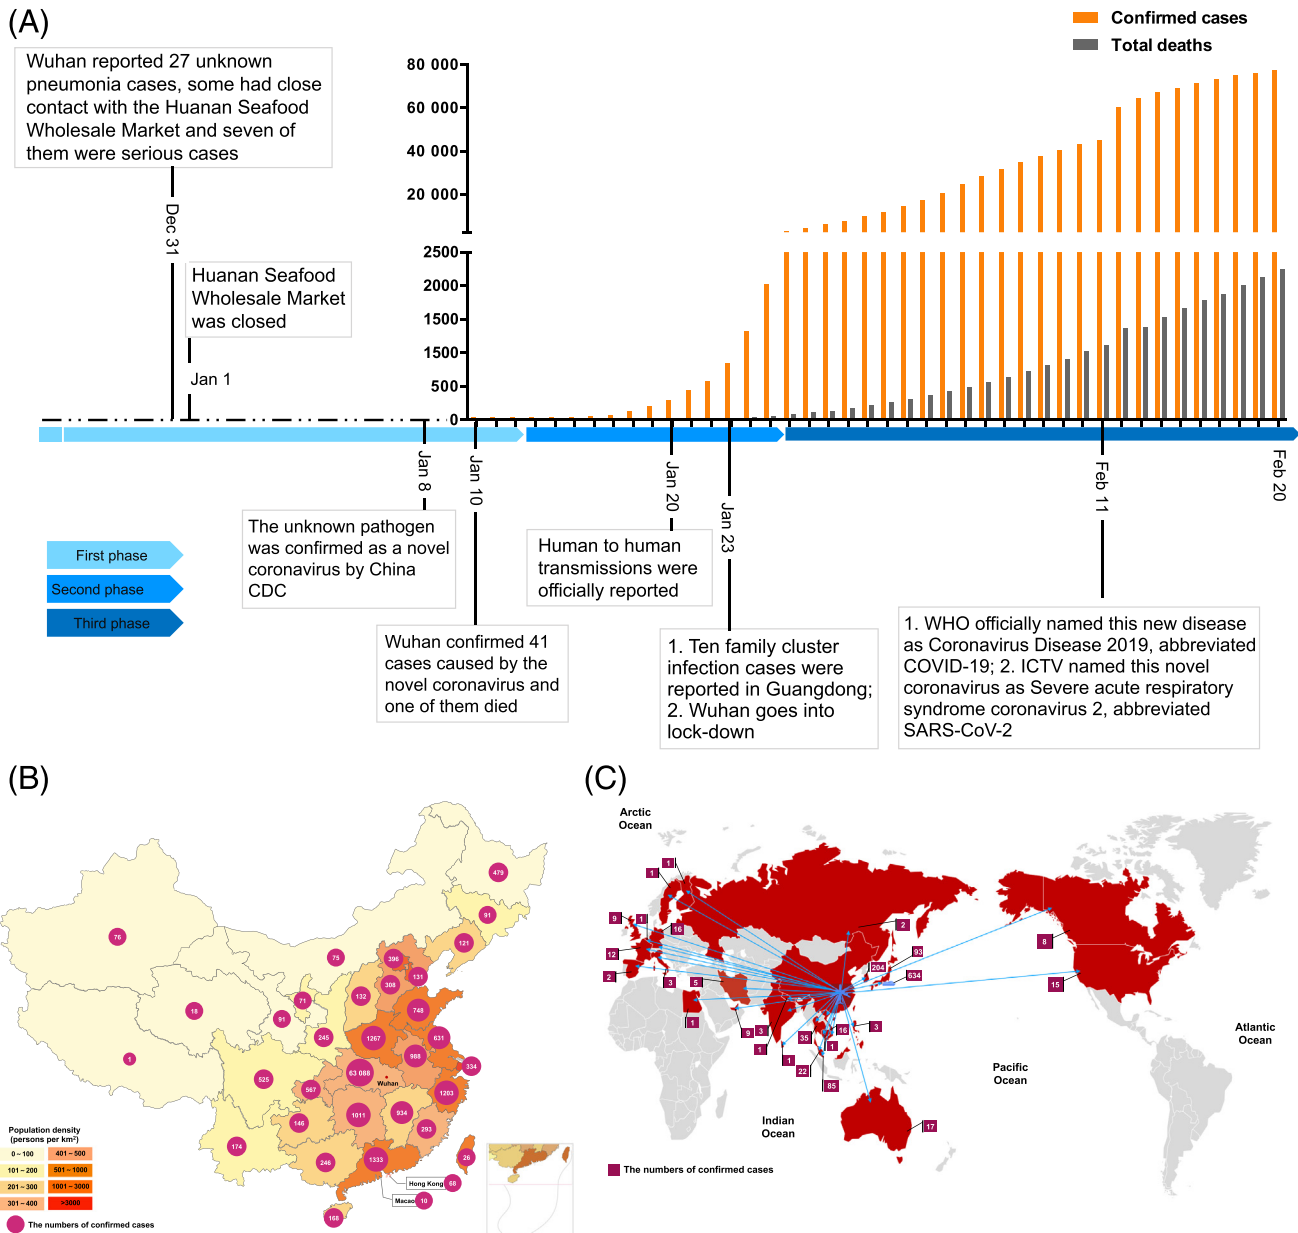 (A)
Confirmed cases
Total deaths
Wuhan reported 27 unknown
pneumonia cases, some had close
contact with the Huanan Seafood
Wholesale Market and seven of
them were serious cases
Dec 31
Huanan Seafood
Wholesale Market
was closed
Jan 1
80 000
60 000
40 000
20 000
2500
2000
1500
1500
500
0
Jan 8
Jan 10
Jan 20
Jan 23
Feb 11
Feb 20
First phase
Second phase
Third phase
The unknown pathogen
was confirmed as a novel
coronavirus by China
CDC
Wuhan confirmed 41
cases caused by the
novel coronavirus and
one of them died
Human to human
transmissions were
officially reported
1. Ten family cluster
infection cases were
reported in Guangdong;
2. Wuhan goes into
lock-down
1. WHO officially named this new disease
as Coronavirus Disease 2019, abbreviated
COVID-19; 2. ICTV named this novel
coronavirus as Severe acute respiratory
syndrome coronavirus 2, abbreviated
SARS-CoV-2
(B)
479
91
121
76
75
396
131
308
132
71
18
91
748
245
1267
631
988
1
525
63 088
334
Wuhan
567
1203
1011
934
146
293
174
246
1333
26
Hong Kong
68
Macao
10
168
Population density
(persons per km²)
0~100
401~500
101~200
501~1000
201~300
1001~3000
301~400
>3000
The numbers of confirmed cases
(C)
Arctic
Ocean
1
1
9
1
16
12
2
3
5
1
2
93
204
634
8
15
9
3
1
35
16
3
1
1
22
85
17
Atlantic
Ocean
Pacific
Ocean
Indian
Ocean
The numbers of confirmed cases